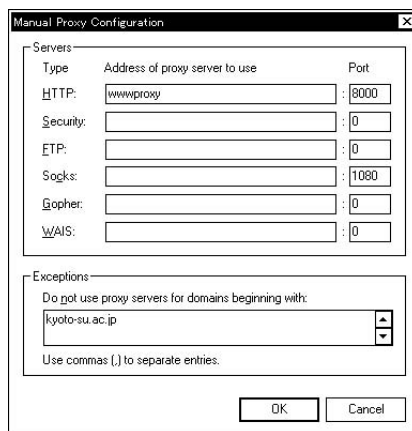 Manual Proxy Configuration
Servers
Type Address of proxy server to use Port
HTTP: wwwproxy : 8000
Security: : 0
FTP: : 0
Socks: : 1080
Gopher: : 0
WAIS: : 0
Exceptions
Do not use proxy servers for domains beginning with:
kyoto-su.ac.jp
Use commas (,) to separate entries.
OK Cancel